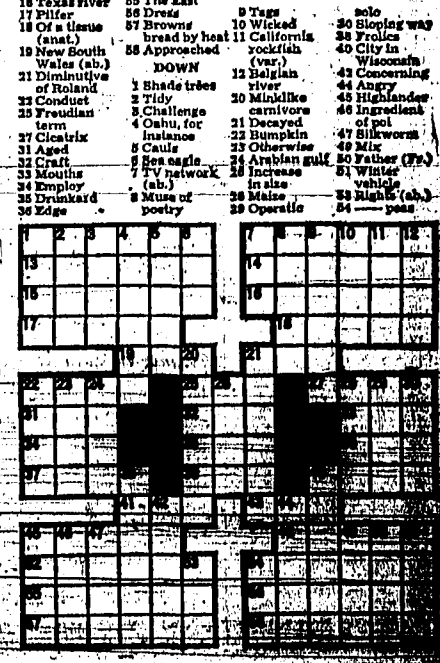 16 Texas river
17 Pilfer
18 Of a tissue
(anat.)
19 New South
Wales (ab.)
21 Diminutive
of Roland
22 Conduct
25 Freudian
term
27 Cicatrix
31 Aged
32 Craft
33 Mouths
34 Employ
35 Drunkard
36 Edge
55 The East
56 Dress
57 Browns
bread by heat
58 Approached
DOWN
1 Shade trees
2 Tidy
3 Challenge
4 Oahu, for
instance
5 Cauls
6 Sea eagle
7 TV network
(ab.)
8 Muse of
poetry
9 Tags
10 Wicked
11 California
rockfish
(var.)
12 Belgian
river
20 Minklike
carnivore
21 Decayed
22 Bumpkin
23 Otherwise
24 Arabian gulf
26 Increase
in size
28 Maize
29 Operatic
solo
30 Sloping way
38 Frolics
40 City in
Wisconsin
42 Concerning
44 Angry
45 Highlander
46 Ingredient
of poi
47 Silkworm
49 Mix
50 Father (Fr.)
51 Winter
vehicle
53 Rights (ab.)
54 —— peas
1 2 3 4 5 6 7 8 9 10 11 12
13 14
15 16
17 18
19 20 21
22 23 24 25 26 27 28
31 32
34
37
41 42 43 44
45 46 47
52 53 54
55
57